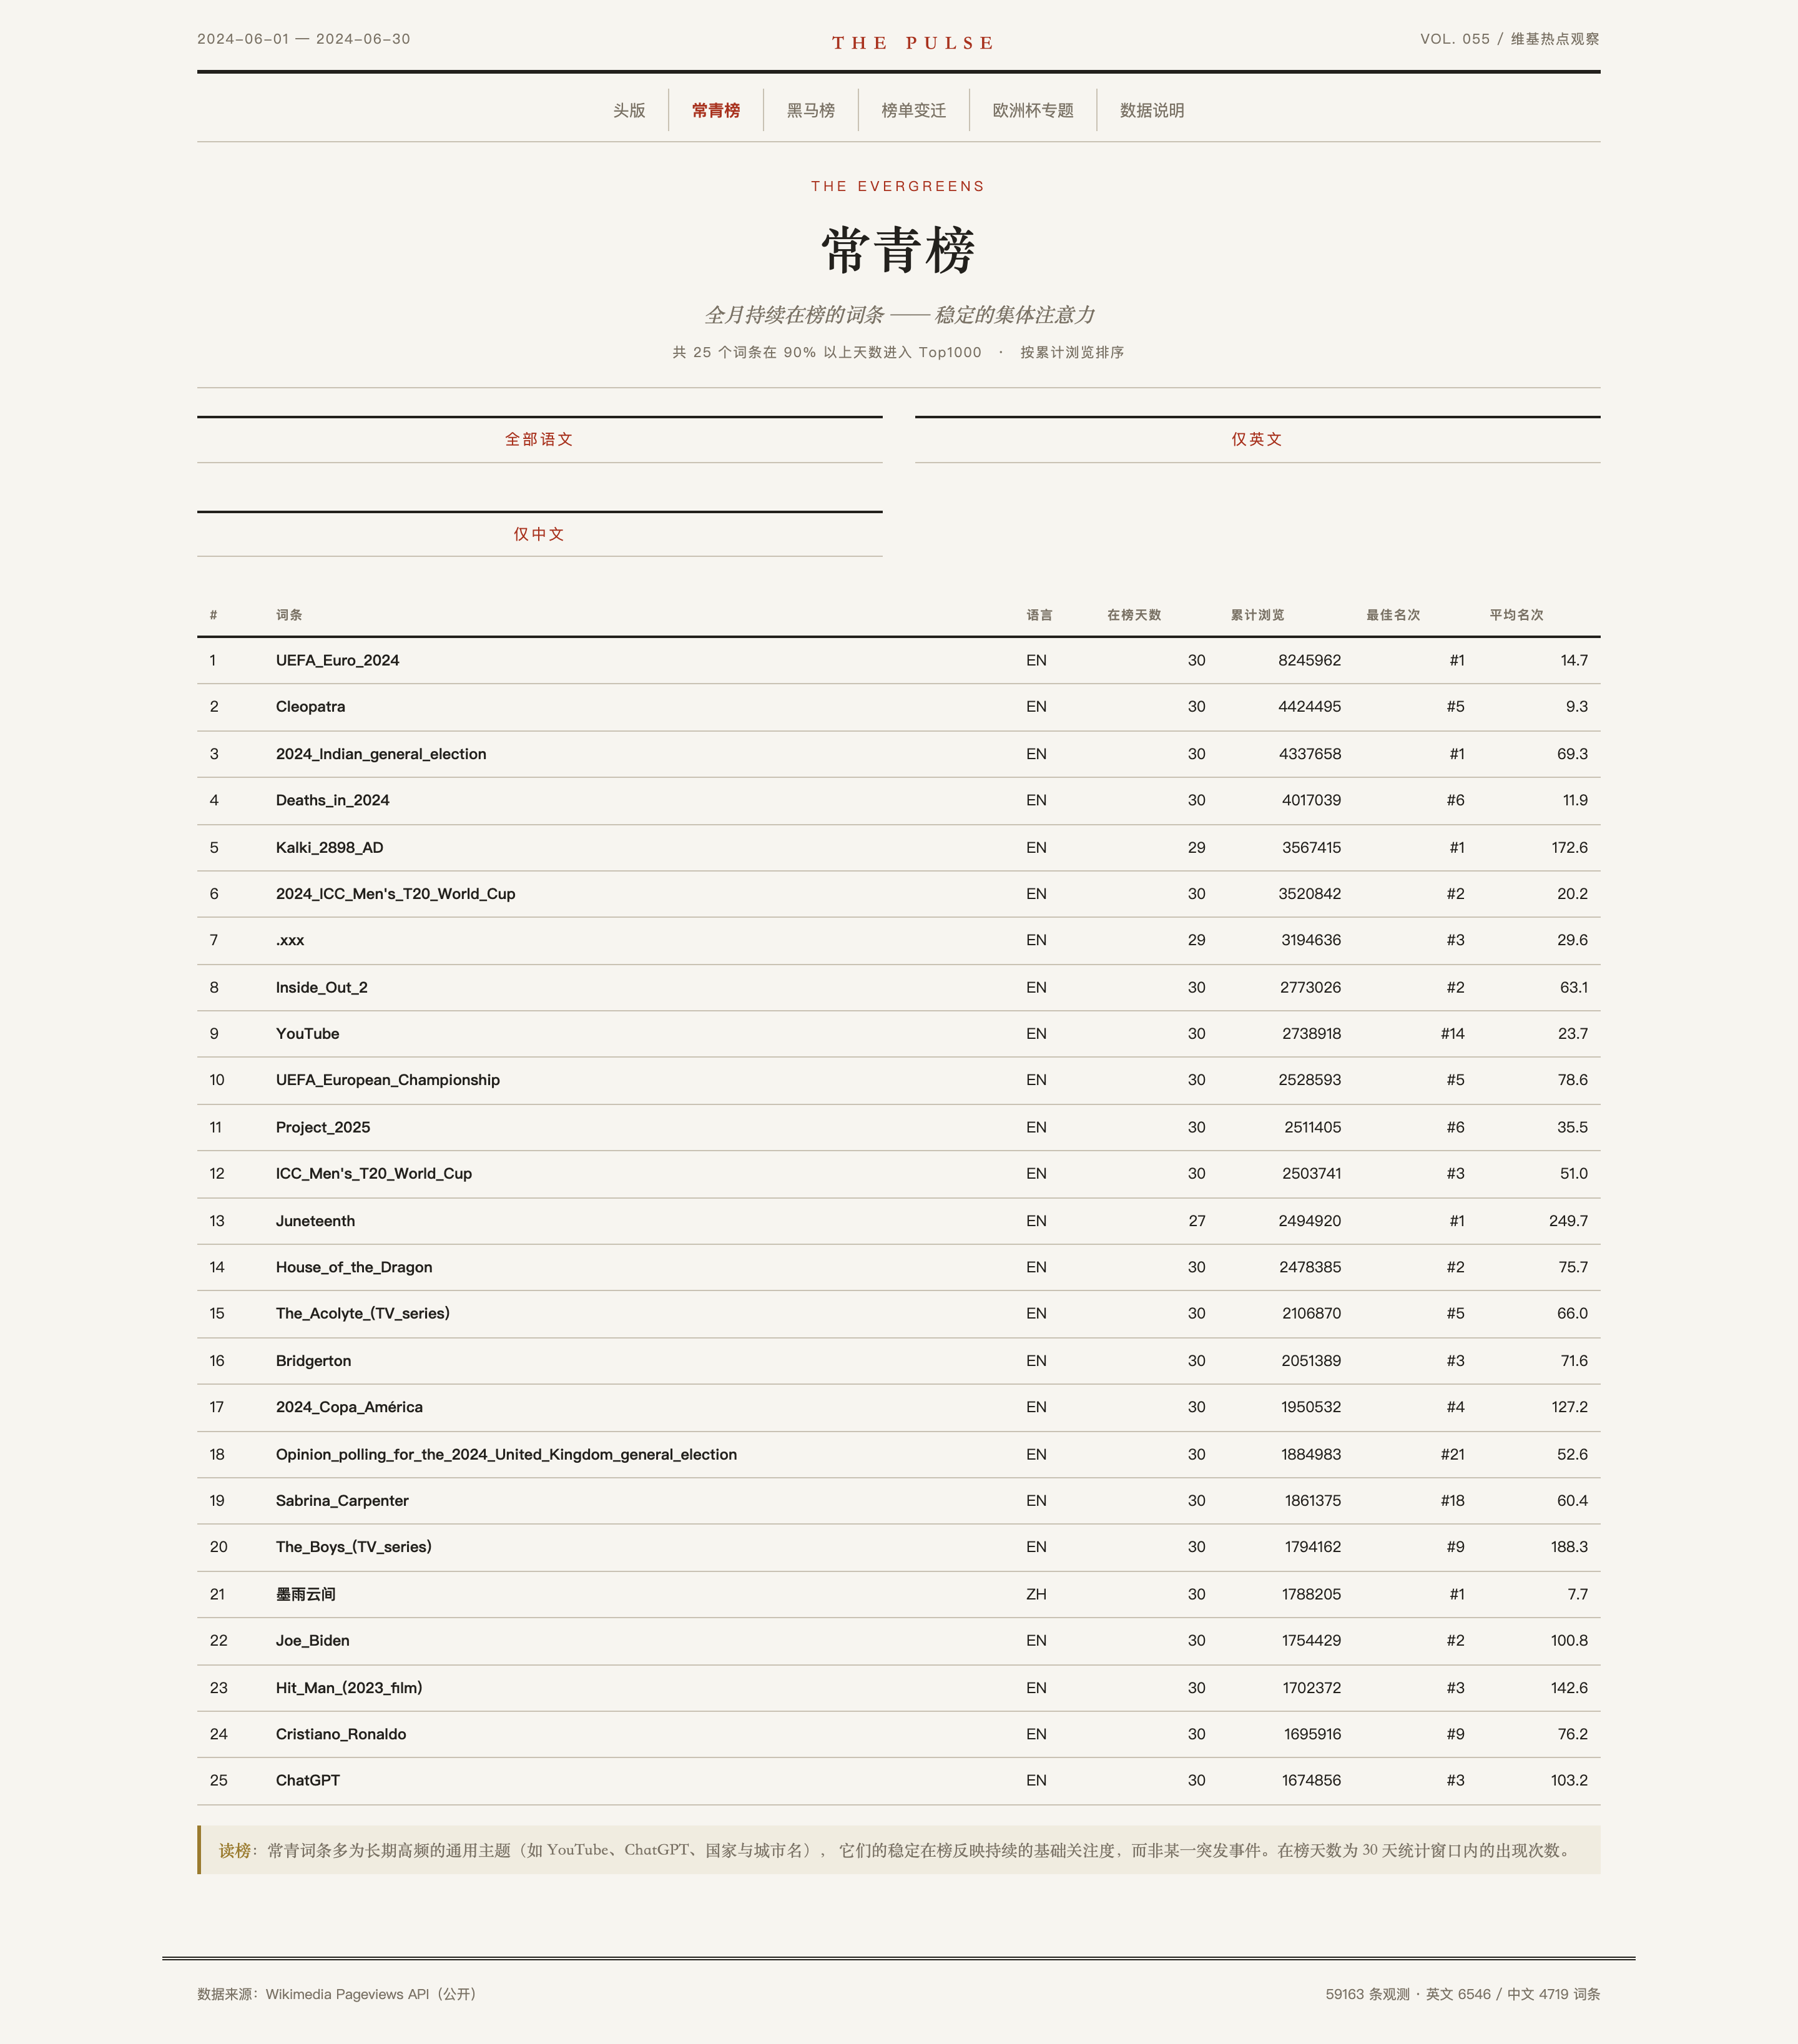 2024-06-01 — 2024-06-30
THE PULSE
VOL. 055 / 维基热点观察
头版 常青榜 黑马榜 榜单变迁 欧洲杯专题 数据说明
THE EVERGREENS
常青榜
全月持续在榜的词条 —— 稳定的集体注意力
共 25 个词条在 90% 以上天数进入 Top1000 · 按累计浏览排序
全部语文
仅英文
仅中文
# 词条 语言 在榜天数 累计浏览 最佳名次 平均名次
1 UEFA_Euro_2024 EN 30 8245962 #1 14.7
2 Cleopatra EN 30 4424495 #5 9.3
3 2024_Indian_general_election EN 30 4337658 #1 69.3
4 Deaths_in_2024 EN 30 4017039 #6 11.9
5 Kalki_2898_AD EN 29 3567415 #1 172.6
6 2024_ICC_Men's_T20_World_Cup EN 30 3520842 #2 20.2
7 .xxx EN 29 3194636 #3 29.6
8 Inside_Out_2 EN 30 2773026 #2 63.1
9 YouTube EN 30 2738918 #14 23.7
10 UEFA_European_Championship EN 30 2528593 #5 78.6
11 Project_2025 EN 30 2511405 #6 35.5
12 ICC_Men's_T20_World_Cup EN 30 2503741 #3 51.0
13 Juneteenth EN 27 2494920 #1 249.7
14 House_of_the_Dragon EN 30 2478385 #2 75.7
15 The_Acolyte_(TV_series) EN 30 2106870 #5 66.0
16 Bridgerton EN 30 2051389 #3 71.6
17 2024_Copa_América EN 30 1950532 #4 127.2
18 Opinion_polling_for_the_2024_United_Kingdom_general_election EN 30 1884983 #21 52.6
19 Sabrina_Carpenter EN 30 1861375 #18 60.4
20 The_Boys_(TV_series) EN 30 1794162 #9 188.3
21 墨雨云间 ZH 30 1788205 #1 7.7
22 Joe_Biden EN 30 1754429 #2 100.8
23 Hit_Man_(2023_film) EN 30 1702372 #3 142.6
24 Cristiano_Ronaldo EN 30 1695916 #9 76.2
25 ChatGPT EN 30 1674856 #3 103.2
读榜：常青词条多为长期高频的通用主题（如 YouTube、ChatGPT、国家与城市名），它们的稳定在榜反映持续的基础关注度，而非某一突发事件。在榜天数为 30 天统计窗口内的出现次数。
数据来源：Wikimedia Pageviews API（公开）
59163 条观测 · 英文 6546 / 中文 4719 词条